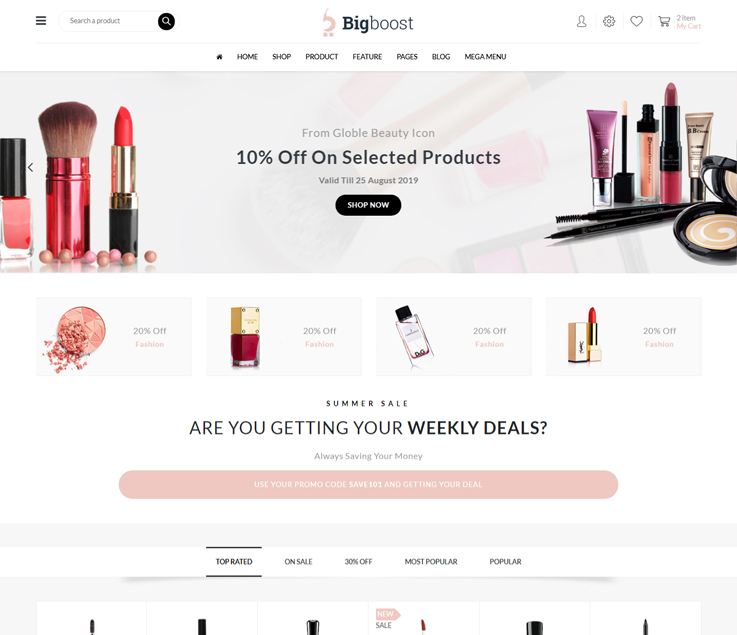 Search a product
Bigboost
2 item
My Cart
HOME SHOP PRODUCT FEATURE PAGES BLOG MEGA MENU
From Globle Beauty Icon
10% Off On Selected Products
Valid Till 25 August 2019
SHOP NOW
20% Off
Fashion
20% Off
Fashion
20% Off
Fashion
20% Off
Fashion
SUMMER SALE
ARE YOU GETTING YOUR WEEKLY DEALS?
Always Saving Your Money
USE YOUR PROMO CODE SAVE101 AND GETTING YOUR DEAL
TOP RATED ON SALE 30% OFF MOST POPULAR POPULAR
NEW
SALE